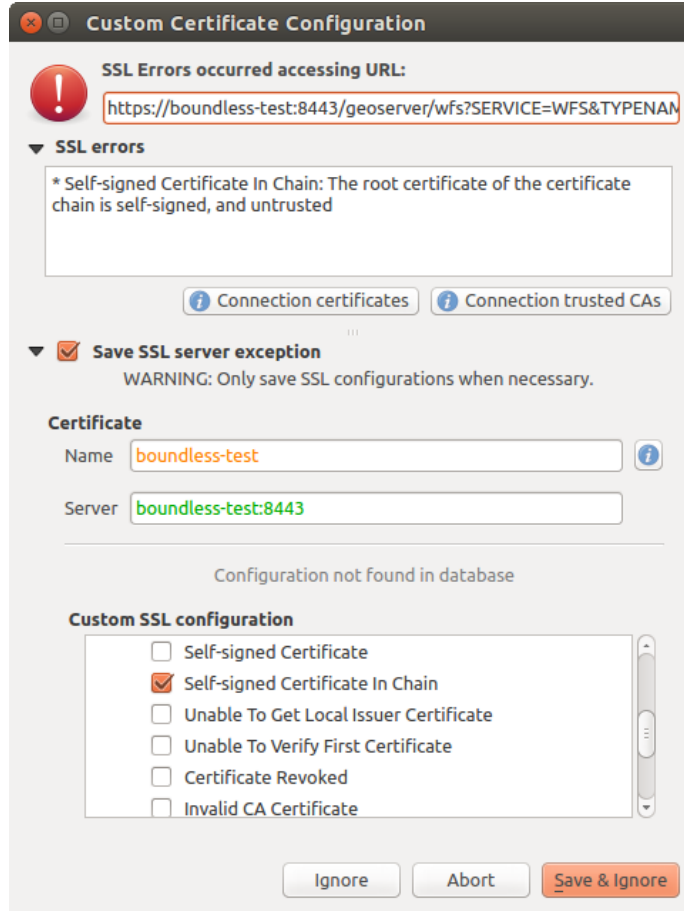 Custom Certificate Configuration
SSL Errors occurred accessing URL:
https://boundless-test:8443/geoserver/wfs?SERVICE=WFS&TYPENAM
SSL errors
* Self-signed Certificate In Chain: The root certificate of the certificate
chain is self-signed, and untrusted
Connection certificates
Connection trusted CAs
Save SSL server exception
WARNING: Only save SSL configurations when necessary.
Certificate
Name boundless-test
Server boundless-test:8443
Configuration not found in database
Custom SSL configuration
Self-signed Certificate
Self-signed Certificate In Chain
Unable To Get Local Issuer Certificate
Unable To Verify First Certificate
Certificate Revoked
Invalid CA Certificate
Ignore
Abort
Save & Ignore